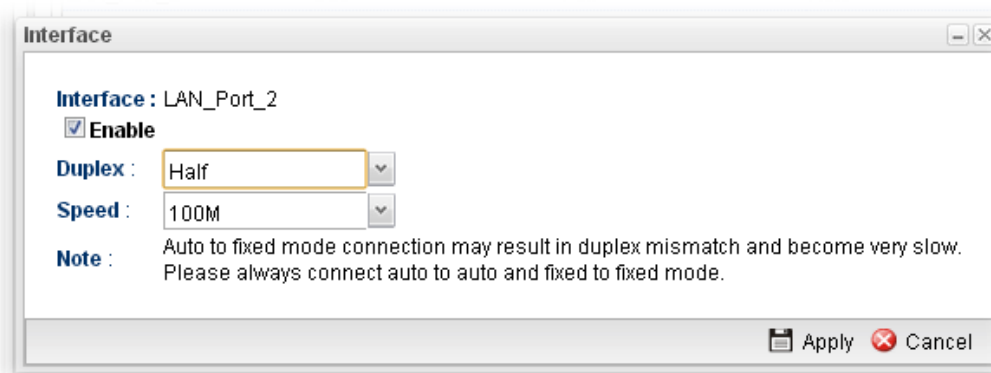 Interface
Interface : LAN_Port_2
Enable
Duplex : Half
Speed : 100M
Note : Auto to fixed mode connection may result in duplex mismatch and become very slow.
Please always connect auto to auto and fixed to fixed mode.
Apply Cancel